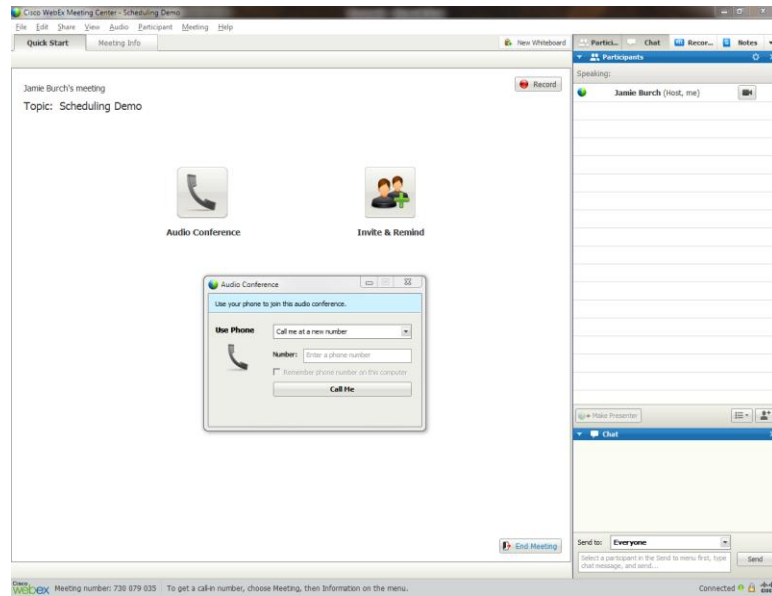 Cisco WebEx Meeting Center - Scheduling Demo
File Edit Share View Audio Participant Meeting Help
Quick Start Meeting Info New Whiteboard
Partici... Chat Recor... Notes
Participants
Speaking:
Jamie Burch (Host, me)
Jamie Burch's meeting
Record
Topic: Scheduling Demo
Audio Conference Invite & Remind
Audio Conference
Use your phone to join this audio conference.
Use Phone Call me at a new number
Number: Enter a phone number
Remember phone number on this computer
Call Me
Make Presenter
Chat
End Meeting
Send to: Everyone
Select a participant in the Send to menu first, type
chat message, and send...
Send
Cisco WebEx Meeting number: 730 079 035 To get a call-in number, choose Meeting, then Information on the menu. Connected